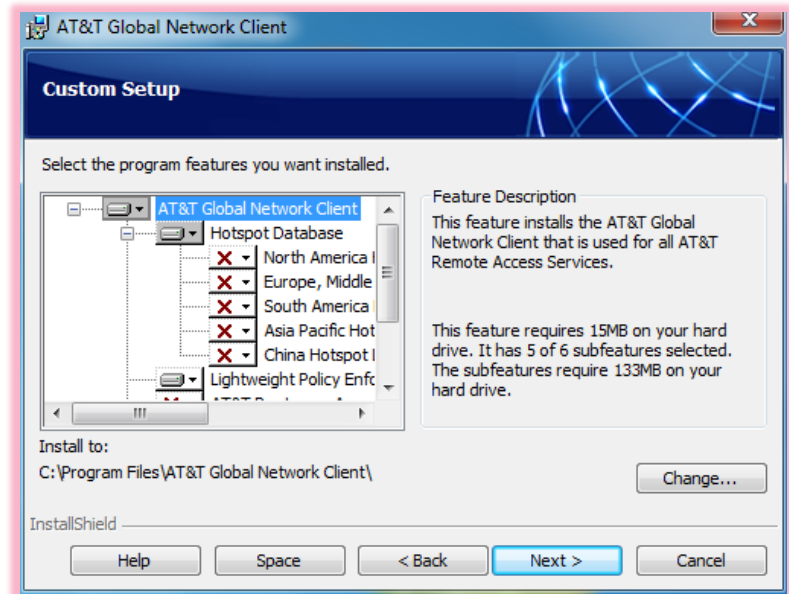 AT&T Global Network Client
Custom Setup
Select the program features you want installed.
AT&T Global Network Client
Hotspot Database
North America
Europe, Middle
South America
Asia Pacific Hot
China Hotspot
Lightweight Policy Enfc
Feature Description
This feature installs the AT&T Global
Network Client that is used for all AT&T
Remote Access Services.
This feature requires 15MB on your hard
drive. It has 5 of 6 subfeatures selected.
The subfeatures require 133MB on your
hard drive.
Install to:
C:\Program Files\AT&T Global Network Client\
Change...
InstallShield
Help
Space
< Back
Next >
Cancel